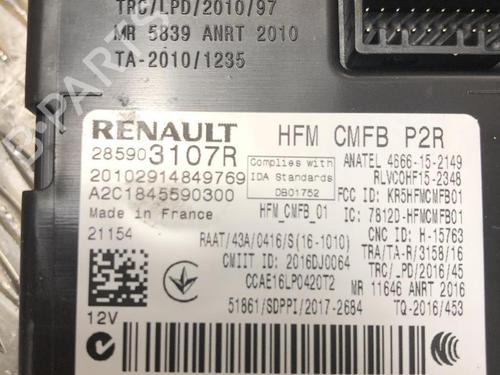 TRC/LPD/2010/97
MR 5839 ANRT 2010
TA-2010/1235
B-PARTS
RENAULT
HFM CMFB P2R
285903107R
20102914849769
A2C1845590300
Made in France
21154
12V
Complies with
IDA Standards
DB01752
HFM_CMFB_01
ANATEL 4666-15-2149
RLVCOHF15-2348
FCC ID: KR5HFMCMFB01
IC: 7812D-HFMCMFB01
CNC ID: H-15763
RAAT/43A/0416/S(16-1010)
TRA/TA-R/3158/16
CMIIT ID: 2016DJ0064
TRC/LPD/2016/45
CCAE16LP0420T2
MR 11646 ANRT 2016
51861/SDPPI/2017-2684
TQ-2016/453